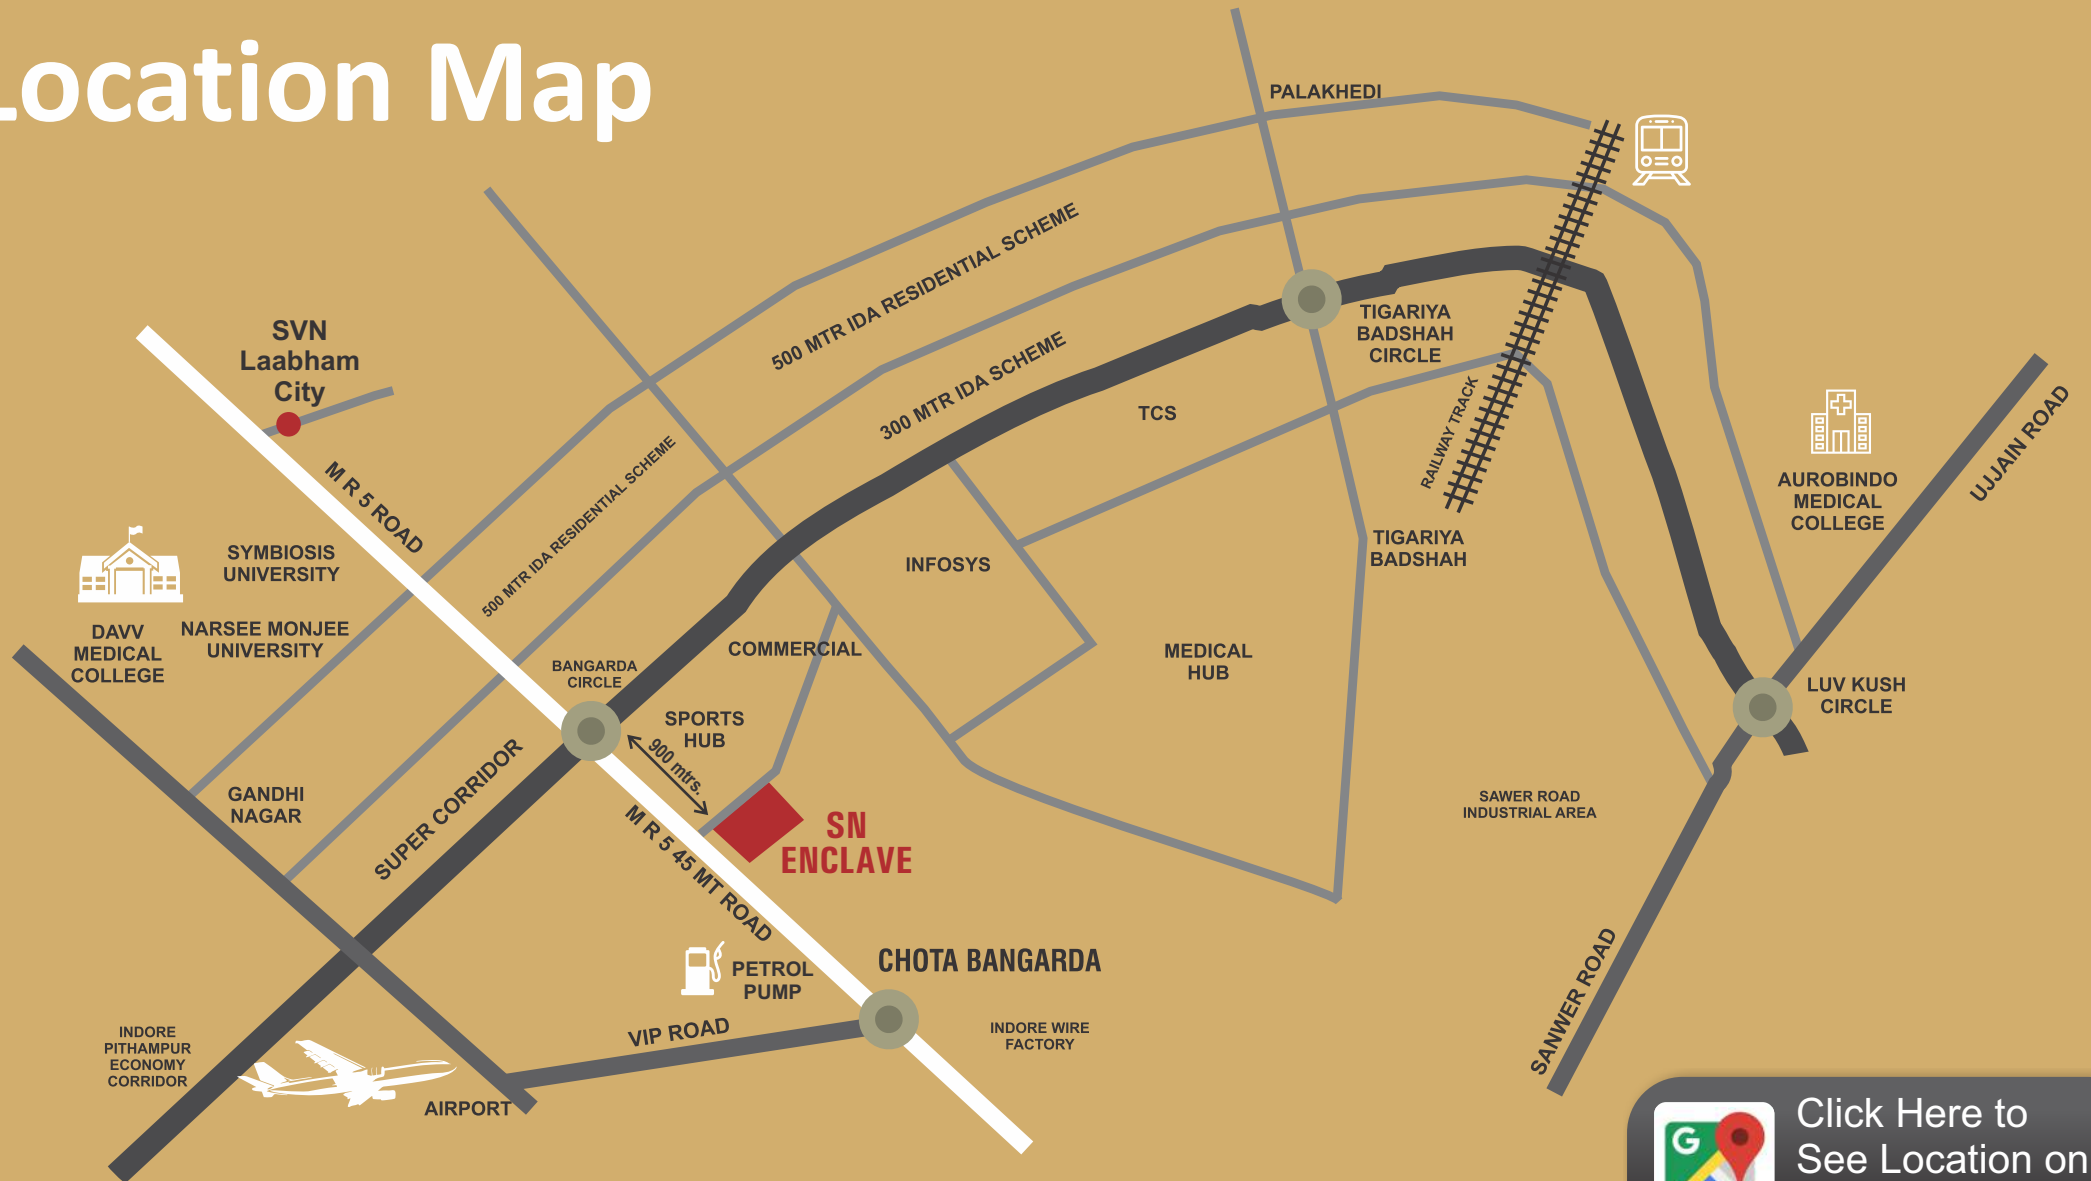 Location Map
PALAKHEDI
500 MTR IDA RESIDENTIAL SCHEME
300 MTR IDA SCHEME
TIGARIYA
BADSHAH
CIRCLE
SVN
Laabham
City
TCS
RAILWAY TRACK
M R 5 ROAD
500 MTR IDA RESIDENTIAL SCHEME
UJJAIN ROAD
AUROBINDO
MEDICAL
COLLEGE
SYMBIOSIS
UNIVERSITY
INFOSYS
TIGARIYA
BADSHAH
DAVV
MEDICAL
COLLEGE
NARSEE MONJEE
UNIVERSITY
BANGARDA
CIRCLE
COMMERCIAL
MEDICAL
HUB
LUV KUSH
CIRCLE
SPORTS
HUB
900 mtrs.
GANDHI
NAGAR
SUPER CORRIDOR
SN
ENCLAVE
SAWER ROAD
INDUSTRIAL AREA
M R 5 45 MT ROAD
PETROL
PUMP
CHOTA BANGARDA
SANWER ROAD
VIP ROAD
INDORE WIRE
FACTORY
INDORE
PITHAMPUR
ECONOMY
CORRIDOR
AIRPORT
G
Click Here to
See Location on